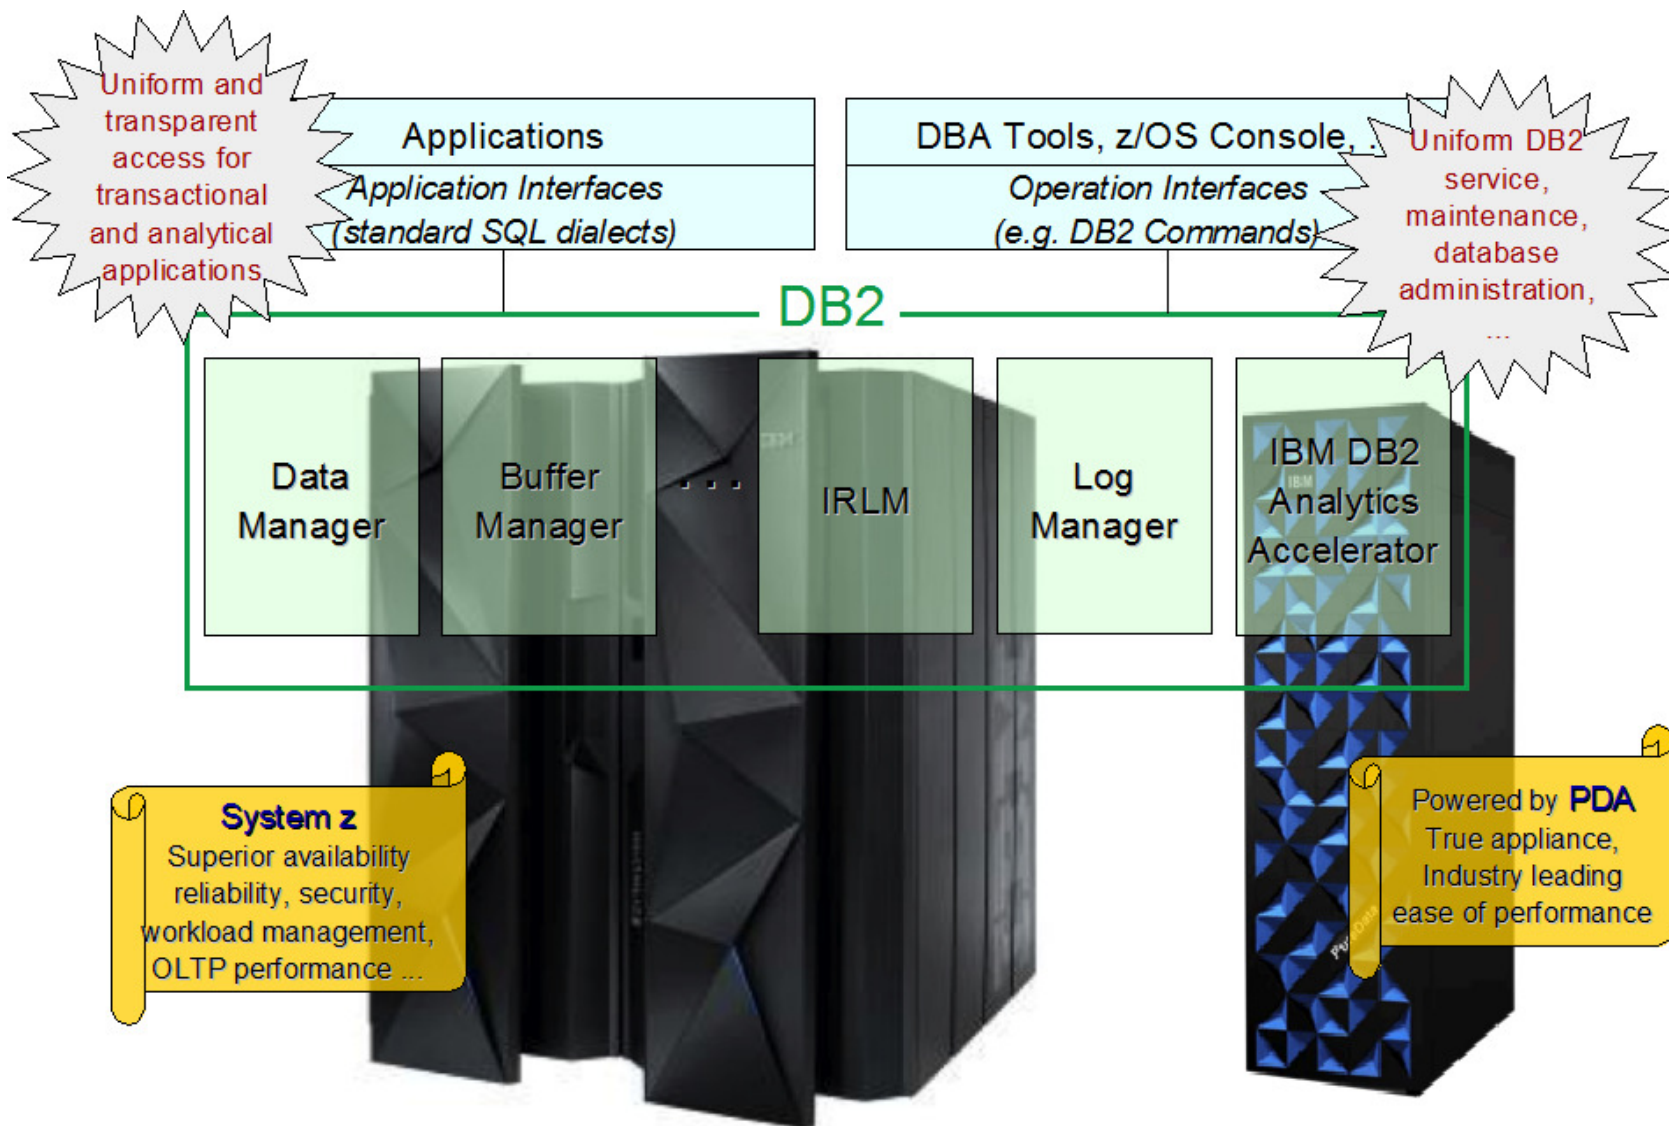 Uniform and
transparent
access for
transactional
and analytical
applications
Applications
Application Interfaces
(standard SQL dialects)
DBA Tools, z/OS Console, .
Operation Interfaces
(e.g. DB2 Commands)
Uniform DB2
service,
maintenance,
database
administration,
...
DB2
Data
Manager
Buffer
Manager
. . .
IRLM
Log
Manager
IBM DB2
Analytics
Accelerator
IBM
System z
Superior availability
reliability, security,
workload management,
OLTP performance ...
Powered by PDA
True appliance,
Industry leading
ease of performance
PureData